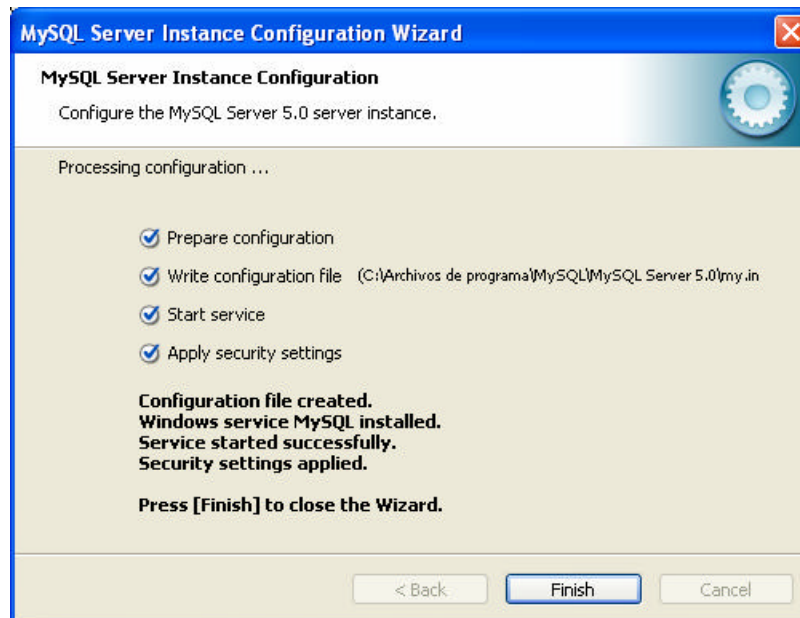 MySQL Server Instance Configuration Wizard
MySQL Server Instance Configuration
Configure the MySQL Server 5.0 server instance.
Processing configuration ...
Prepare configuration
Write configuration file (C:\Archivos de programa\MySQL\MySQL Server 5.0\my.in
Start service
Apply security settings
Configuration file created.
Windows service MySQL installed.
Service started successfully.
Security settings applied.
Press [Finish] to close the Wizard.
< Back Finish Cancel